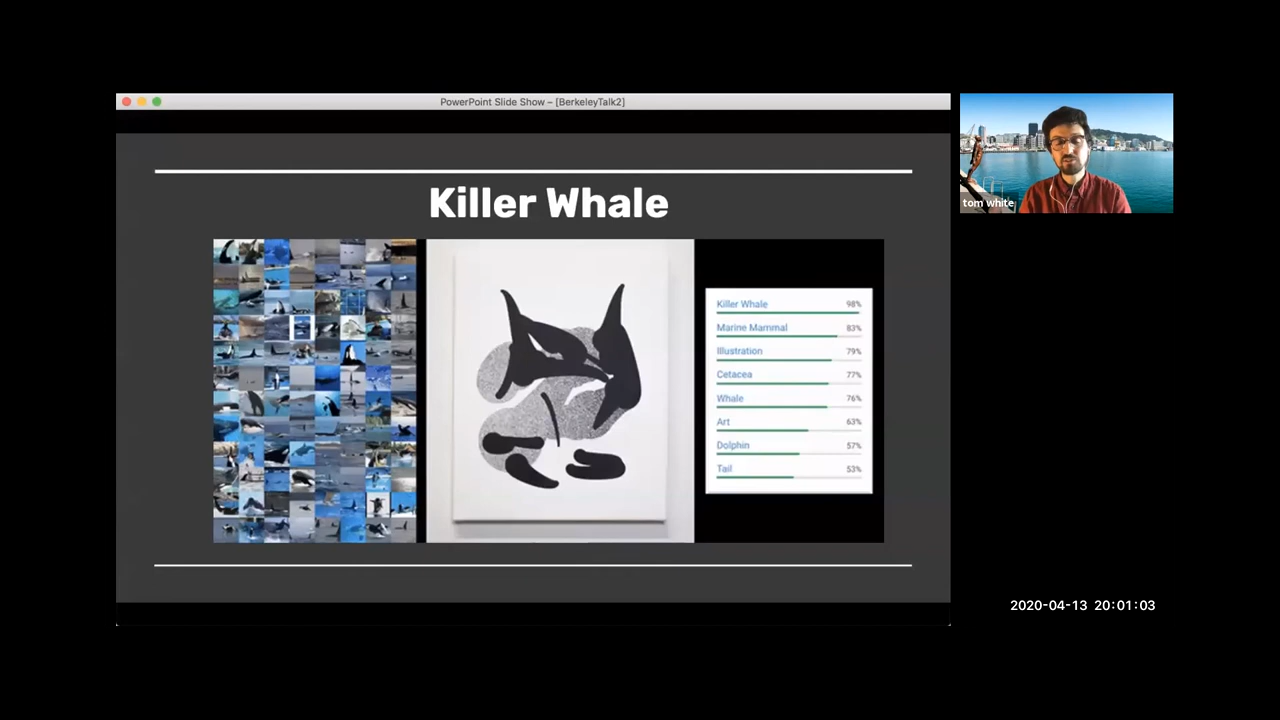 PowerPoint Slide Show – [BerkeleyTalk2]
Killer Whale
Killer Whale 98%
Marine Mammal 83%
Illustration 79%
Cetacea 77%
Whale 76%
Art 63%
Dolphin 57%
Tail 53%
tom white
2020-04-13 20:01:03